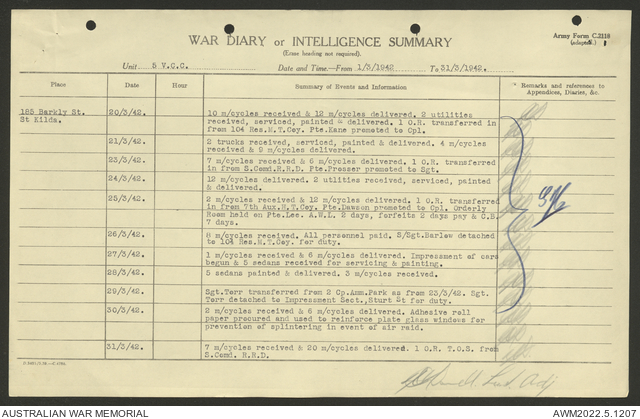 Army Form C.2118
(adapted.)
WAR DIARY or INTELLIGENCE SUMMARY
(Erase heading not required).
Unit 5 V.C.C. Date and Time.—From 1/3/1942 To 31/3/1942.
Place Date Hour Summary of Events and Information Remarks and references to Appendices, Diaries, &c.
185 Barkly St. 20/3/42. 10 m/cycles received & 12 m/cycles delivered. 2 utilities
St Kilda. received, serviced, painted & delivered. 1 O.R. transferred in
from 104 Res.M.T.Coy. Pte.Kane promoted to Cpl.
21/3/42. 2 trucks received, serviced, painted & delivered. 4 m/cycles
received & 9 m/cycles delivered.
23/3/42. 7 m/cycles received & 6 m/cycles delivered. 1 O.R. transferred
in from S.Comd.R.R.D. Pte.Prosser promoted to Sgt.
24/3/42. 12 m/cycles delivered. 2 utlities received, serviced, painted
& delivered.
25/3/42. 2 m/cycles received & 12 m/cycles delivered. 1 O.R. transferred
in from 7th Aux.M.T.Coy. Pte.Dawson promoted to Cpl. Orderly
Room held on Pte.Lee. A.W.L. 2 days, forfeits 2 days pay & C.B.
7 days.
26/3/42. 8 m/cycles received. All personnel paid. S/Sgt.Barlow detached
to 104 Res.M.T.Coy. for duty.
27/3/42. 1 m/cycles received & 6 m/cycles delivered. Impressment of cars
begun & 5 sedans received for servicing & painting.
28/3/42. 5 sedans painted & delivered. 3 m/cycles received.
29/3/42. Sgt.Torr transferred from 2 Cp.Amm.Park as from 23/3/42. Sgt.
Torr detached to Impressment Sect., Sturt St for duty.
30/3/42. 2 m/cycles received & 6 m/cycles delivered. Adhesive roll
paper procured and used to reinforce plate glass windows for
prevention of splintering in event of air raid.
31/3/42. 7 m/cycles received & 20 m/cycles delivered. 1 O.R. T.O.S. from
S.Comd. R.R.D.
Lieut Adj
AUSTRALIAN WAR MEMORIAL AWM2022.5.1207